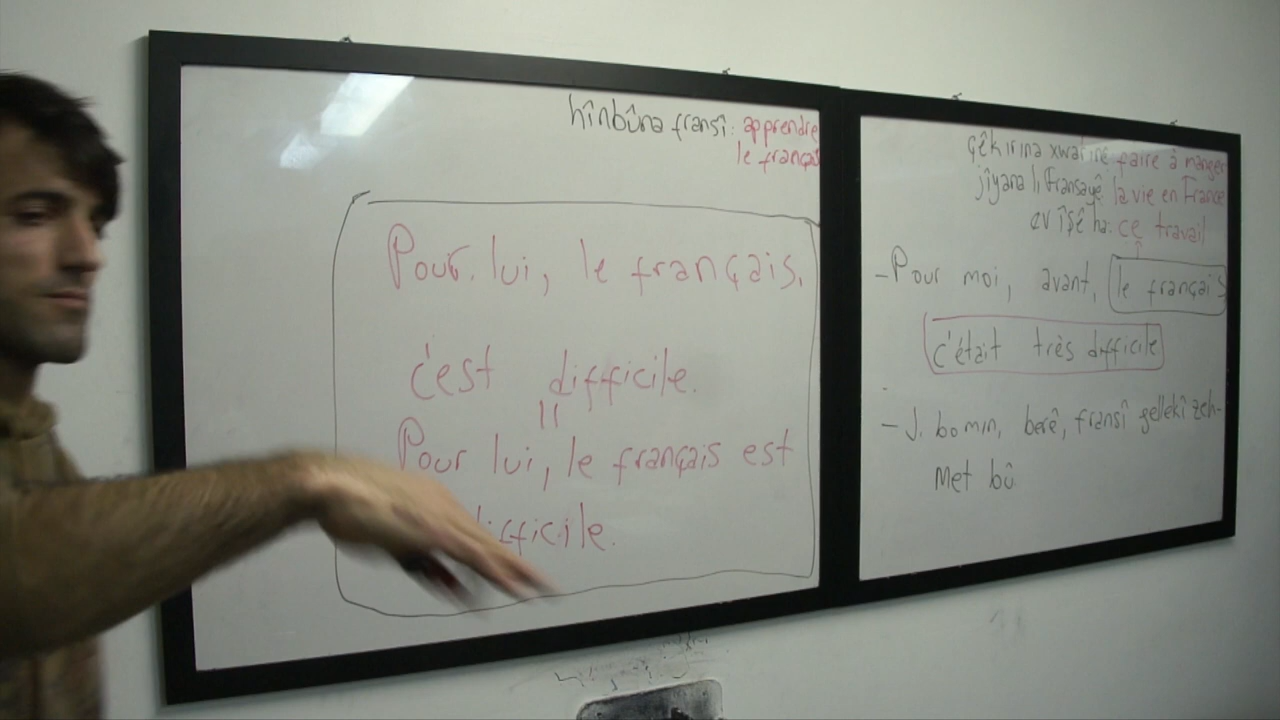 hînbûna fransî: apprendre
le français
Pour lui, le français,
c'est difficile.
=
Pour lui, le français est
difficile.
çêkirina xwarinê faire à manger
jîyana li Fransayê la vie en France
ev îşê ha: ce travail
- Pour moi, avant, le français
c'était très difficile
- J. bo min, berê, fransî gellekî zeh-
met bû